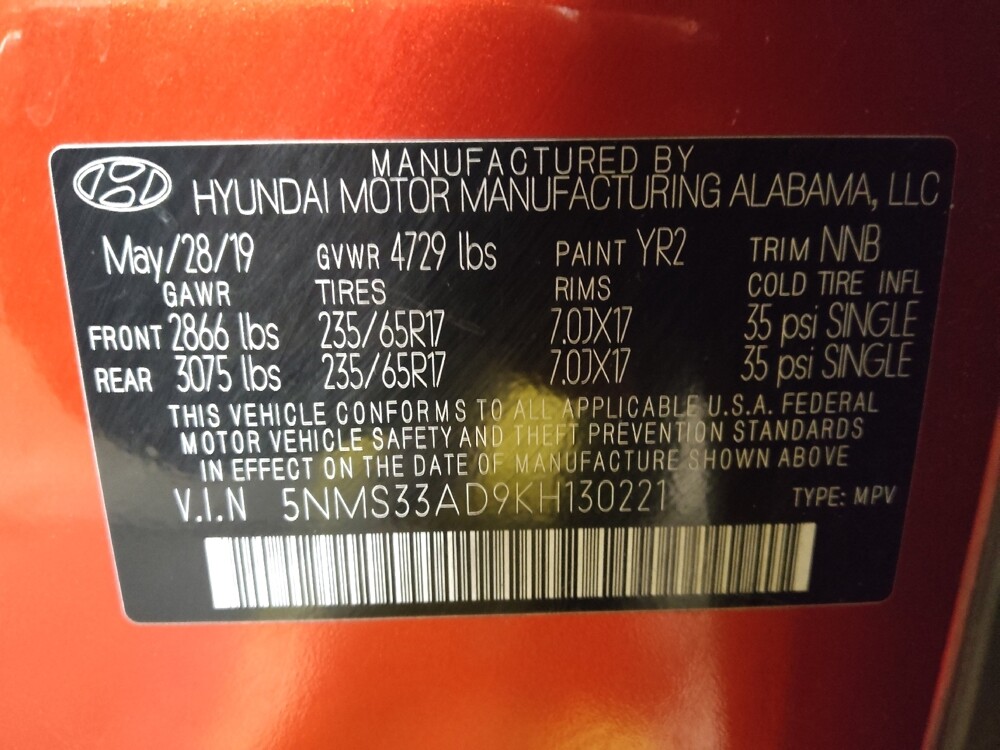 MANUFACTURED BY
HYUNDAI MOTOR MANUFACTURING ALABAMA, LLC
May/28/19 GVWR 4729 lbs PAINT YR2 TRIM NNB
GAWR TIRES RIMS COLD TIRE INFL
FRONT 2866 lbs 235/65R17 7.0JX17 35 psi SINGLE
REAR 3075 lbs 235/65R17 7.0JX17 35 psi SINGLE
THIS VEHICLE CONFORMS TO ALL APPLICABLE U.S.A. FEDERAL
MOTOR VEHICLE SAFETY AND THEFT PREVENTION STANDARDS
IN EFFECT ON THE DATE OF MANUFACTURE SHOWN ABOVE
V.I.N 5NMS33AD9KH130221 TYPE: MPV